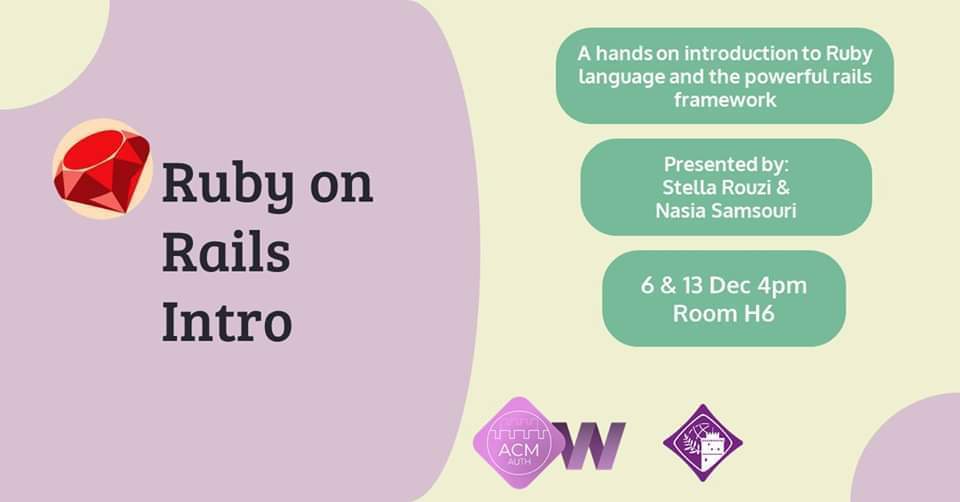 Ruby on
Rails
Intro
A hands on introduction to Ruby
language and the powerful rails
framework
Presented by:
Stella Rouzi &
Nasia Samsouri
6 & 13 Dec 4pm
Room H6
ACM
AUTH
W